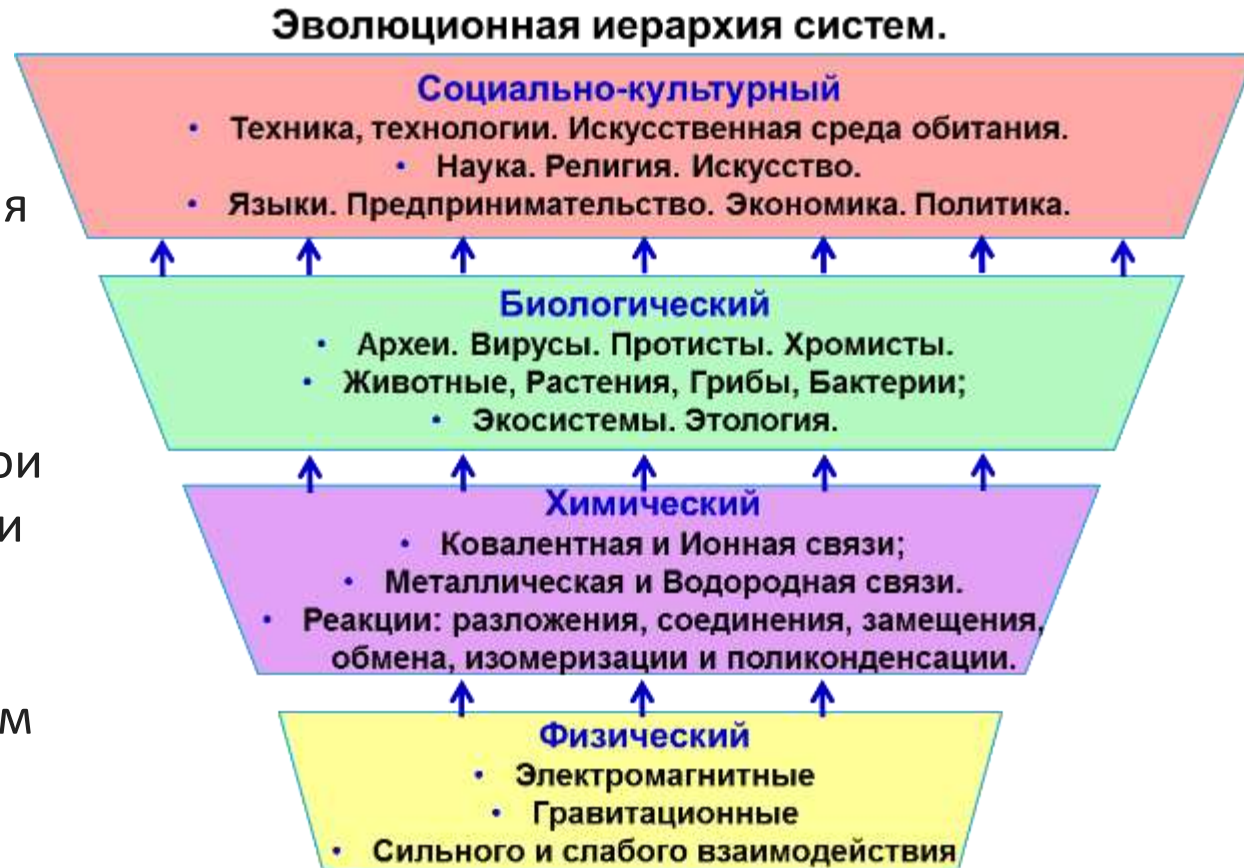 Эволюционная иерархия систем.
Социально-культурный
• Техника, технологии. Искусственная среда обитания.
• Наука. Религия. Искусство.
• Языки. Предпринимательство. Экономика. Политика.
я
Биологический
• Археи. Вирусы. Протисты. Хромисты.
• Животные, Растения, Грибы, Бактерии;
• Экосистемы. Этология.
ри
и
Химический
• Ковалентная и Ионная связи;
• Металлическая и Водородная связи.
• Реакции: разложения, соединения, замещения,
обмена, изомеризации и поликонденсации.
м
Физический
• Электромагнитные
• Гравитационные
• Сильного и слабого взаимодействия